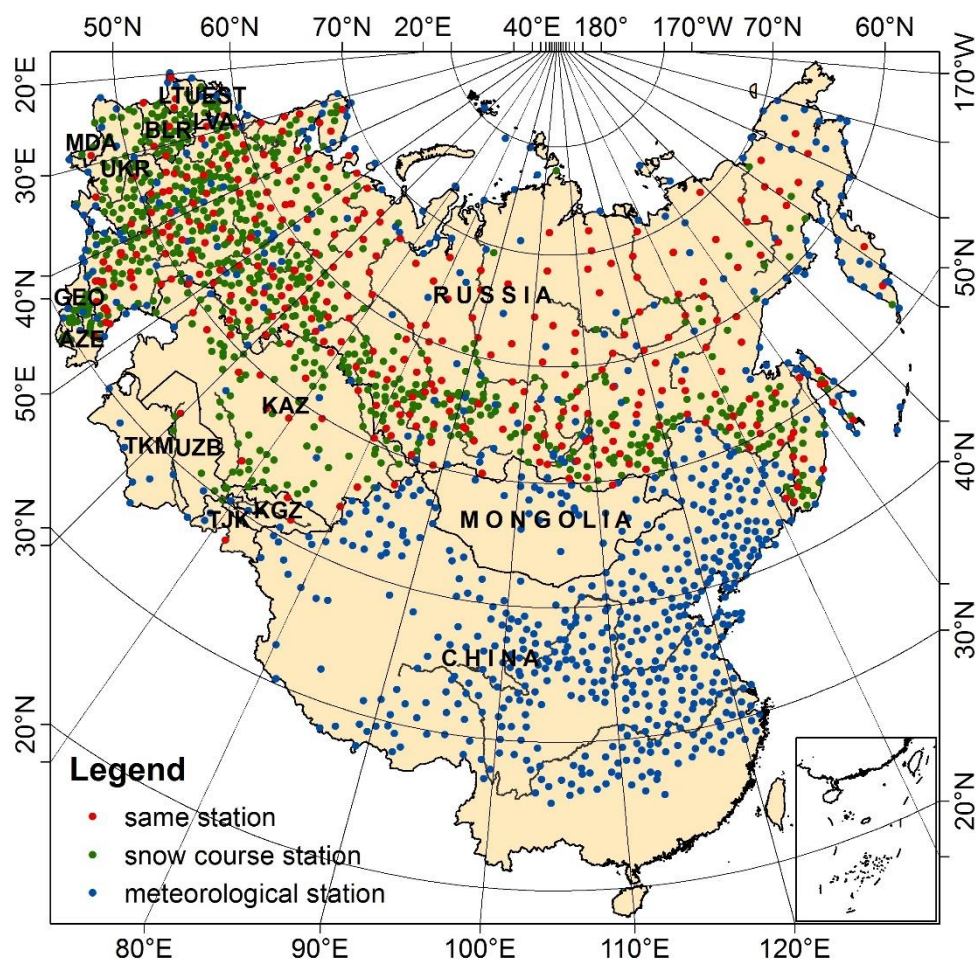 50°N 60°N 70°N 20°E 40°E 180° 170°W 70°N 60°N
20°E
30°E
40°N
50°E
30°N
20°N
170°W
50°N
40°N
30°N
20°N
LTU EST
BLR LVA
MDA
UKR
GEO
AZE
RUSSIA
KAZ
TKM UZB
KGZ
TJK
MONGOLIA
CHINA
Legend
same station
snow course station
meteorological station
80°E 90°E 100°E 110°E 120°E